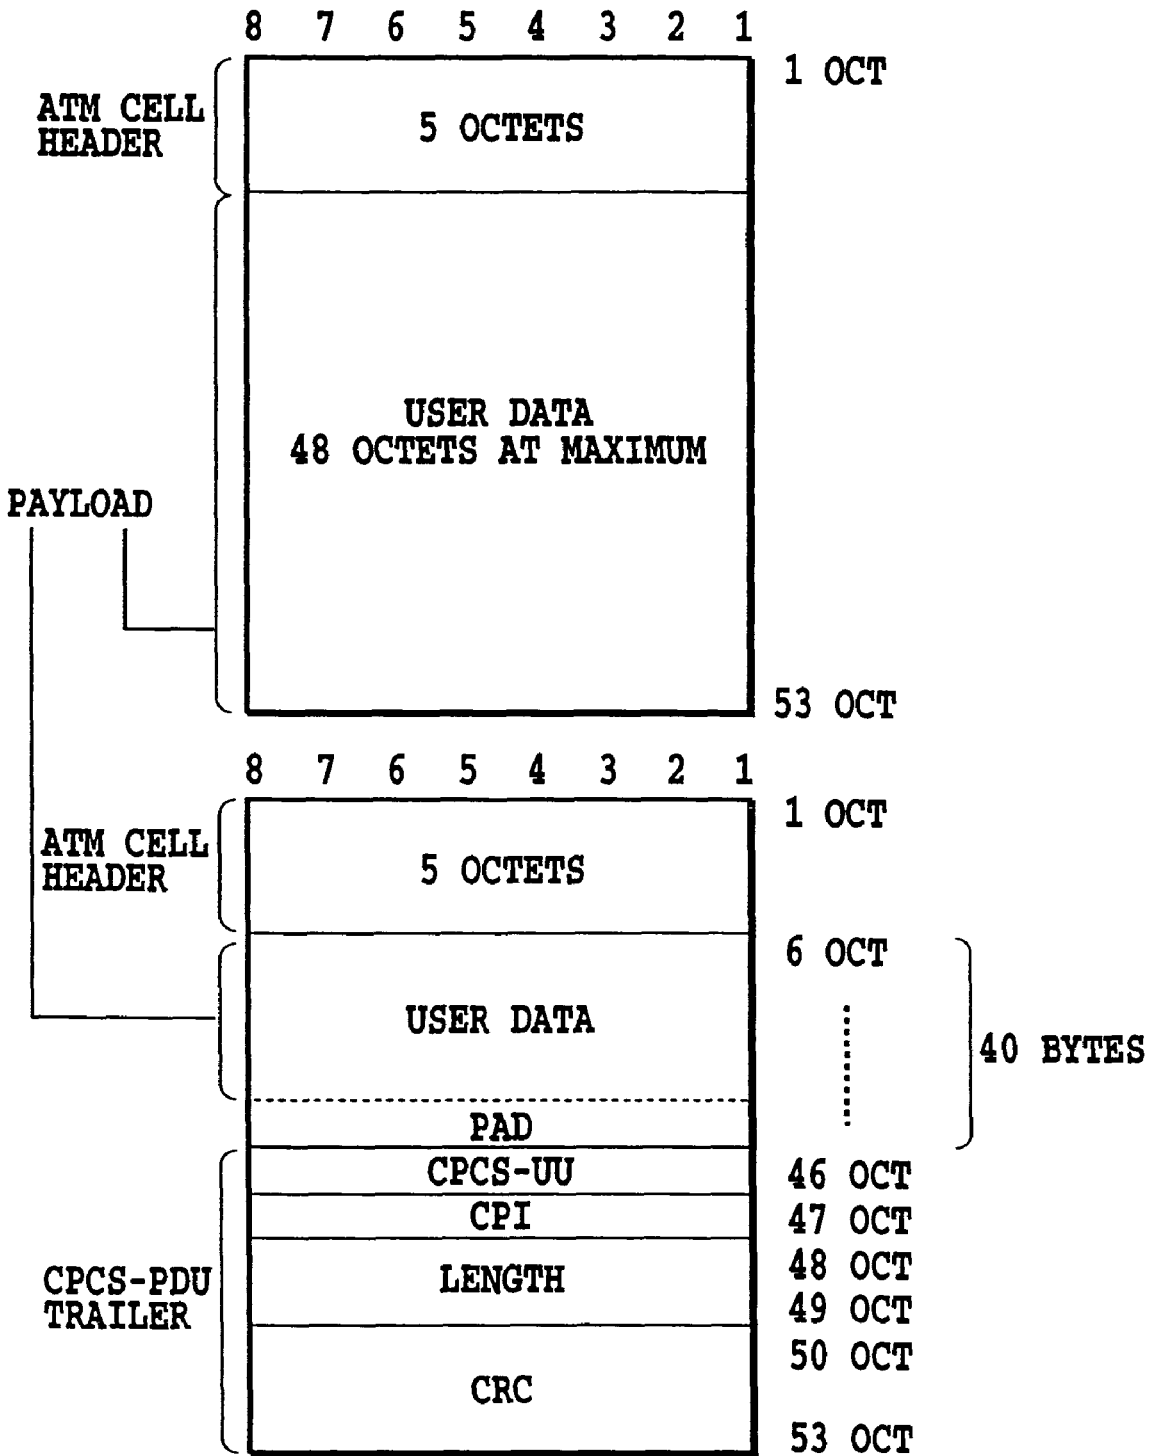 8 7 6 5 4 3 2 1
1 OCT
ATM CELL
HEADER
5 OCTETS
USER DATA
48 OCTETS AT MAXIMUM
PAYLOAD
53 OCT
8 7 6 5 4 3 2 1
1 OCT
ATM CELL
HEADER
5 OCTETS
6 OCT
USER DATA
40 BYTES
PAD
CPCS-UU
46 OCT
CPI
47 OCT
CPCS-PDU
TRAILER
LENGTH
48 OCT
49 OCT
50 OCT
CRC
53 OCT